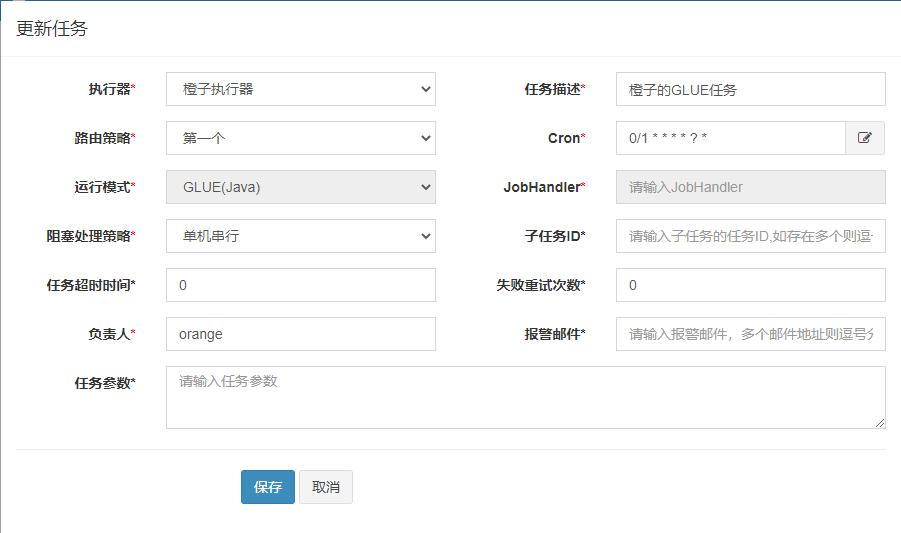 更新任务
执行器* 橙子执行器 任务描述* 橙子的GLUE任务
路由策略* 第一个 Cron* 0/1 * * * * ? *
运行模式* GLUE(Java) JobHandler* 请输入JobHandler
阻塞处理策略* 单机串行 子任务ID* 请输入子任务的任务ID,如存在多个则逗
任务超时时间* 0 失败重试次数* 0
负责人* orange 报警邮件* 请输入报警邮件，多个邮件地址则逗号分
任务参数* 请输入任务参数
保存 取消